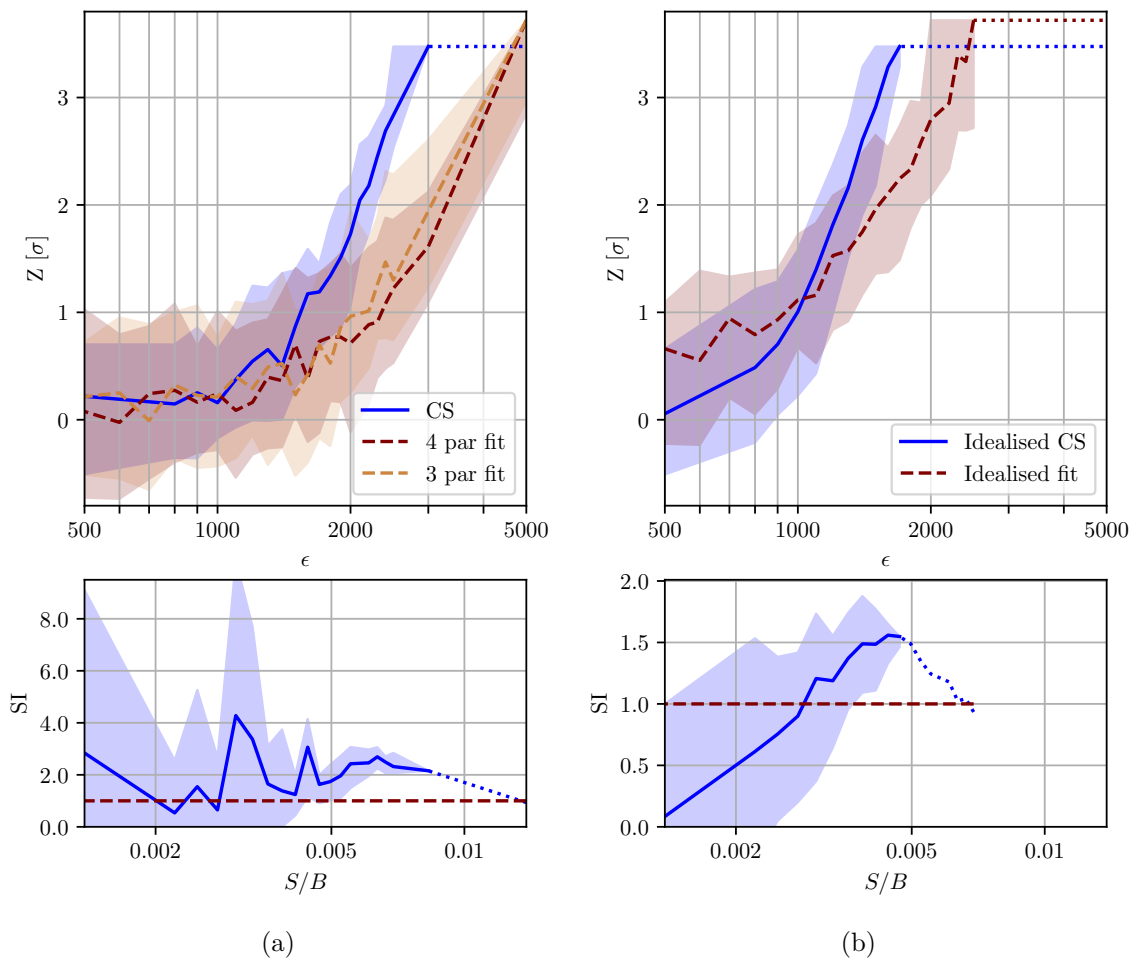 Z [σ]
3
2
1
0
CS
4 par fit
3 par fit
500
1000
2000
5000
ϵ
SI
8.0
6.0
4.0
2.0
0.0
0.002
0.005
0.01
S/B
(a)
Z [σ]
3
2
1
0
Idealised CS
Idealised fit
500
1000
2000
5000
ϵ
SI
2.0
1.5
1.0
0.5
0.0
0.002
0.005
0.01
S/B
(b)